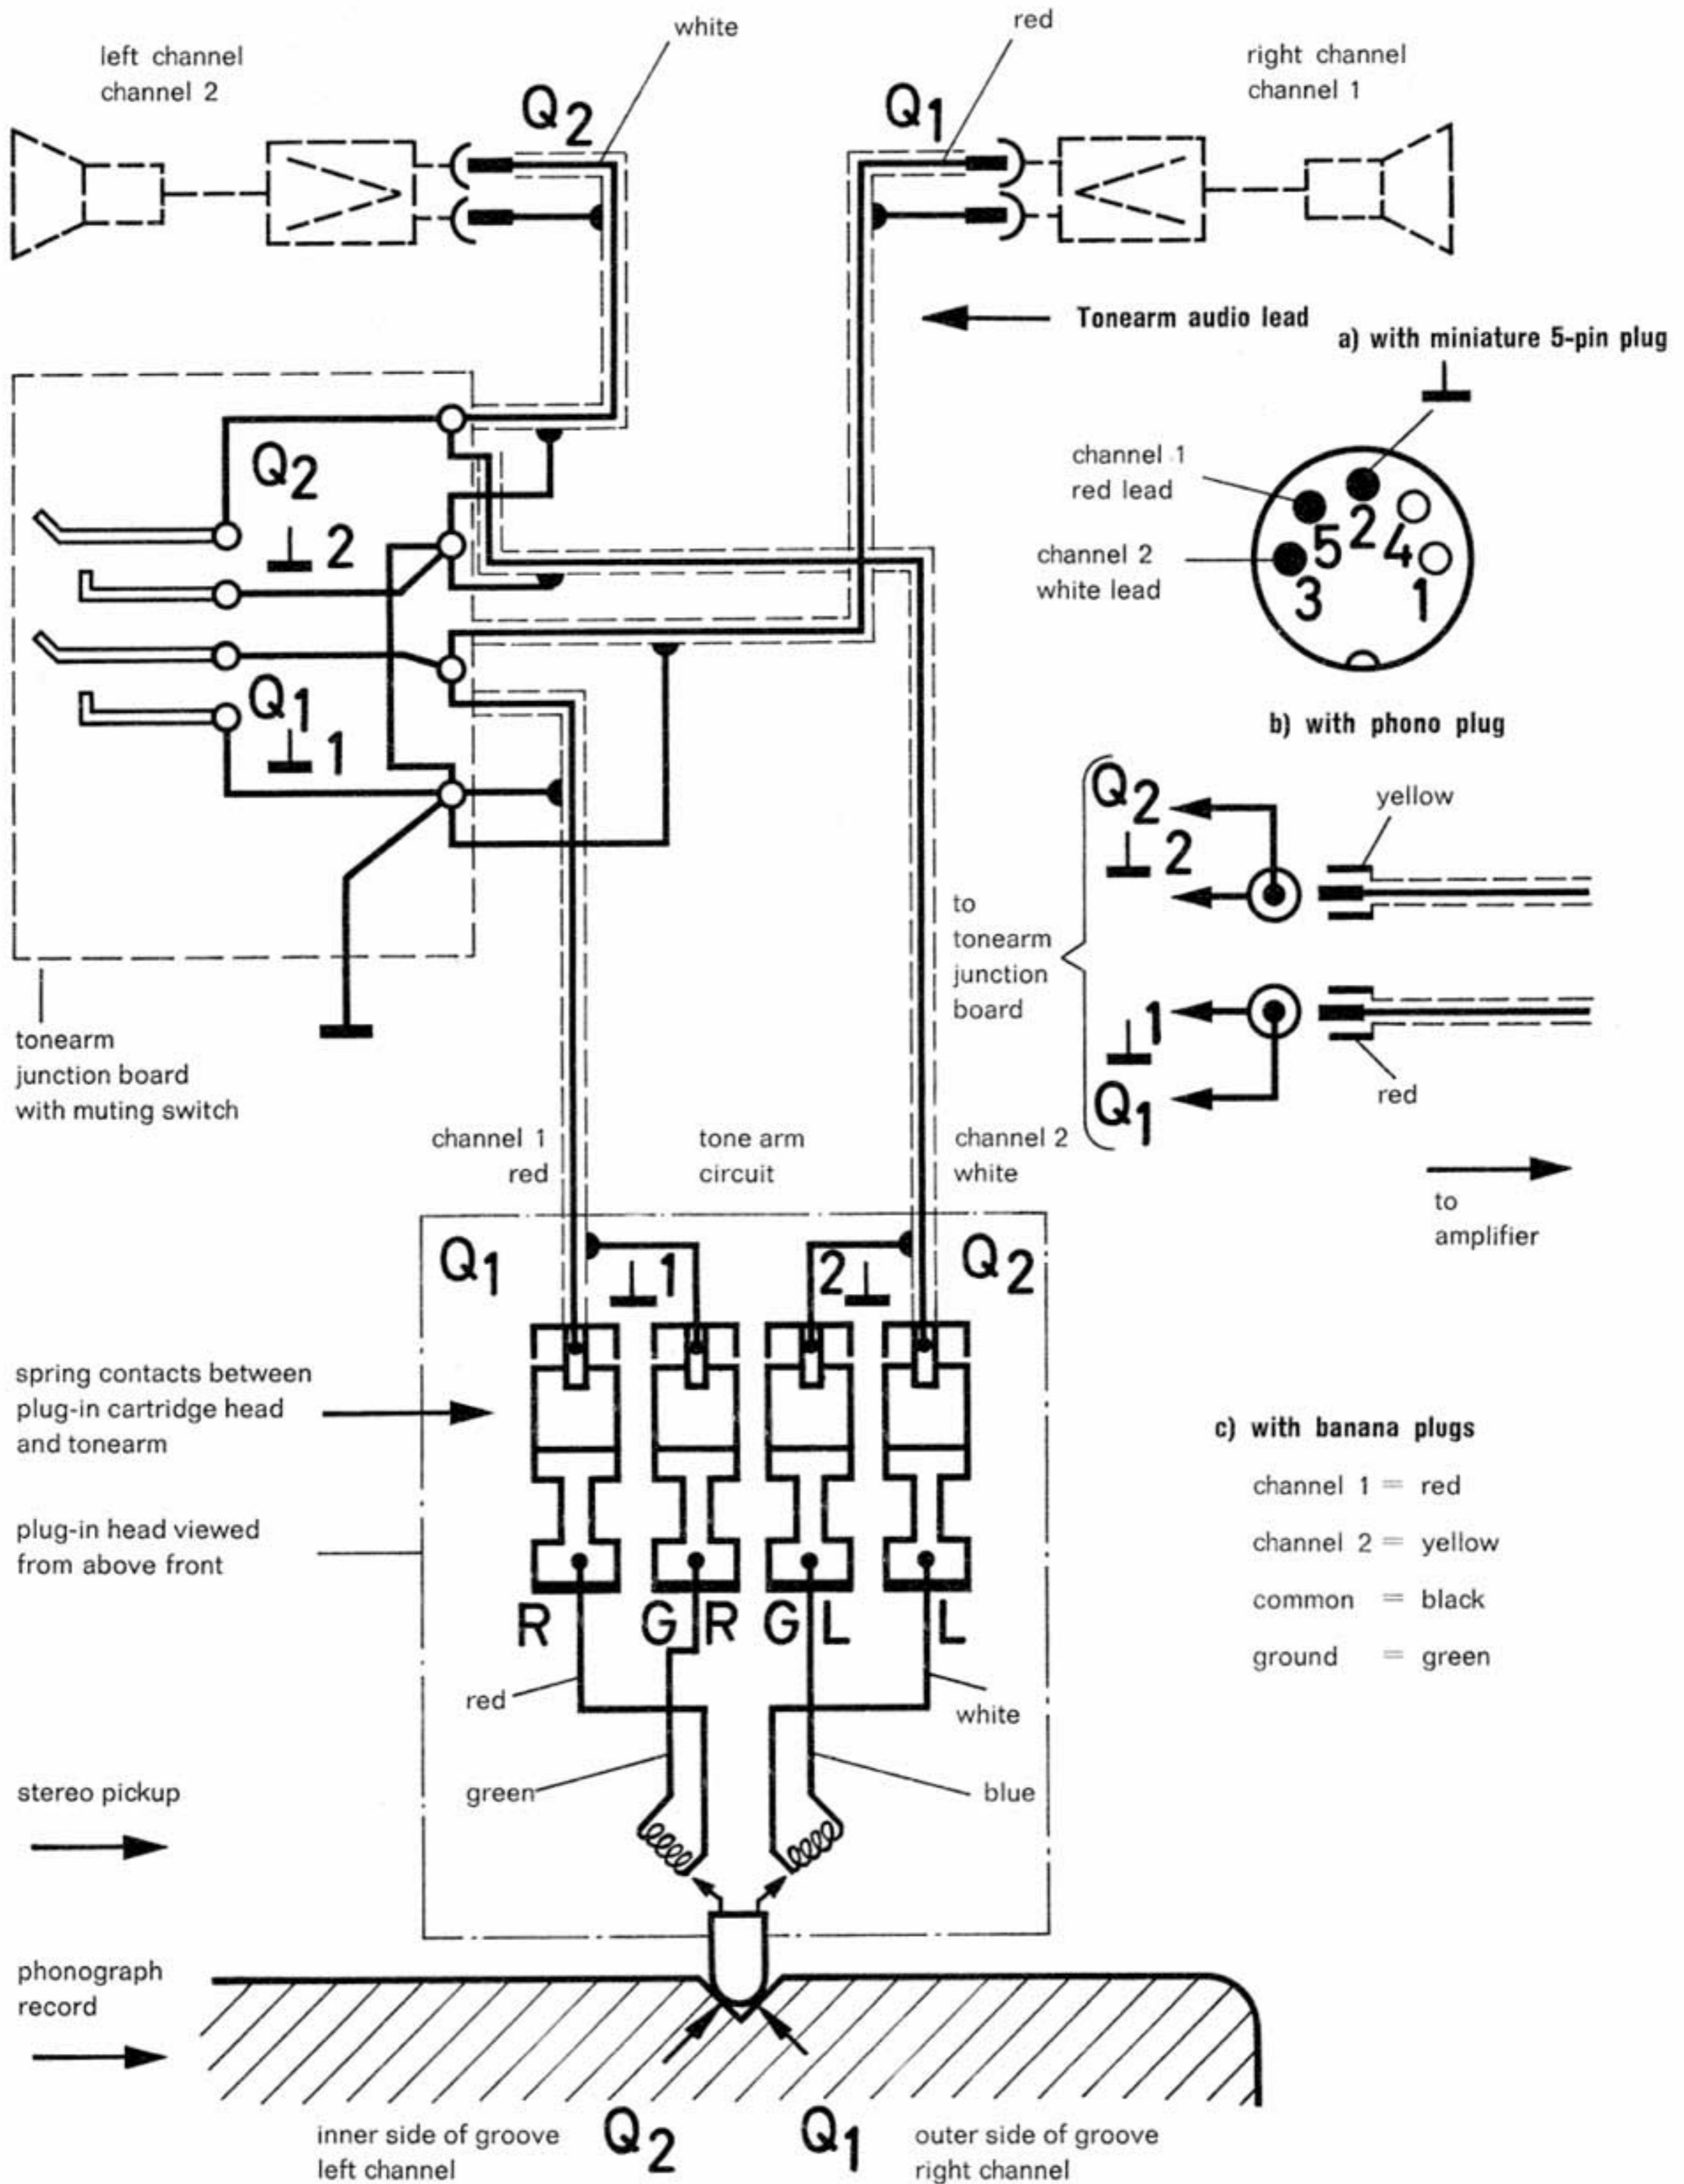 white
red
left channel
channel 2
right channel
channel 1
Q2
Q1
Tonearm audio lead
a) with miniature 5-pin plug
channel 1
red lead
channel 2
white lead
5 2 4
3 1
Q2
2
Q1
1
b) with phono plug
Q2
2
yellow
to
tonearm
junction
board
1
Q1
red
to
amplifier
tonearm
junction board
with muting switch
channel 1
red
tone arm
circuit
channel 2
white
Q1
1
2
Q2
spring contacts between
plug-in cartridge head
and tonearm
plug-in head viewed
from above front
R G R G L L
red
white
green
blue
c) with banana plugs
channel 1 = red
channel 2 = yellow
common = black
ground = green
stereo pickup
phonograph
record
inner side of groove
left channel
Q2
Q1
outer side of groove
right channel